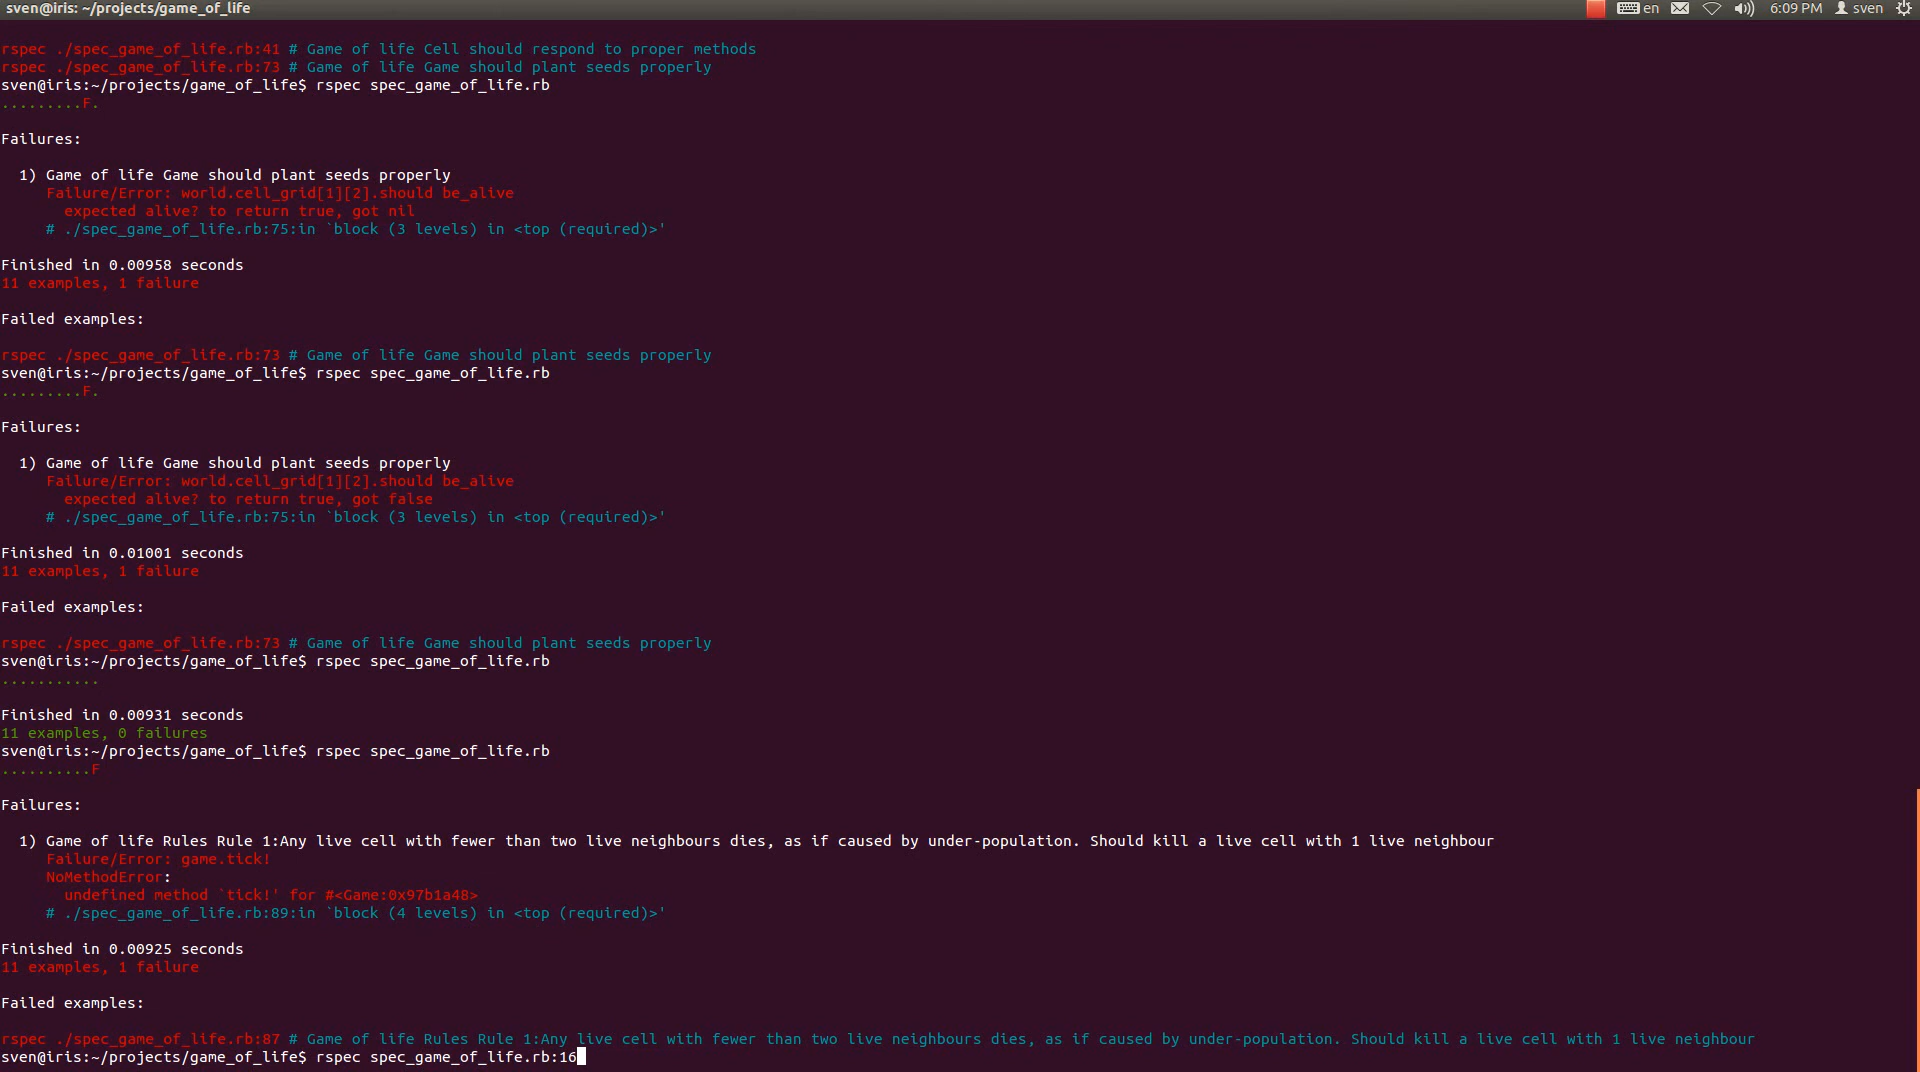 sven@iris: ~/projects/game_of_life en 6:09 PM sven
rspec ./spec_game_of_life.rb:41 # Game of life Cell should respond to proper methods
rspec ./spec_game_of_life.rb:73 # Game of life Game should plant seeds properly
sven@iris:~/projects/game_of_life$ rspec spec_game_of_life.rb
.........F.
Failures:
1) Game of life Game should plant seeds properly
Failure/Error: world.cell_grid[1][2].should be_alive
expected alive? to return true, got nil
# ./spec_game_of_life.rb:75:in `block (3 levels) in <top (required)>'
Finished in 0.00958 seconds
11 examples, 1 failure
Failed examples:
rspec ./spec_game_of_life.rb:73 # Game of life Game should plant seeds properly
sven@iris:~/projects/game_of_life$ rspec spec_game_of_life.rb
.........F.
Failures:
1) Game of life Game should plant seeds properly
Failure/Error: world.cell_grid[1][2].should be_alive
expected alive? to return true, got false
# ./spec_game_of_life.rb:75:in `block (3 levels) in <top (required)>'
Finished in 0.01001 seconds
11 examples, 1 failure
Failed examples:
rspec ./spec_game_of_life.rb:73 # Game of life Game should plant seeds properly
sven@iris:~/projects/game_of_life$ rspec spec_game_of_life.rb
...........
Finished in 0.00931 seconds
11 examples, 0 failures
sven@iris:~/projects/game_of_life$ rspec spec_game_of_life.rb
..........F
Failures:
1) Game of life Rules Rule 1:Any live cell with fewer than two live neighbours dies, as if caused by under-population. Should kill a live cell with 1 live neighbour
Failure/Error: game.tick!
NoMethodError:
undefined method `tick!' for #<Game:0x97b1a48>
# ./spec_game_of_life.rb:89:in `block (4 levels) in <top (required)>'
Finished in 0.00925 seconds
11 examples, 1 failure
Failed examples:
rspec ./spec_game_of_life.rb:87 # Game of life Rules Rule 1:Any live cell with fewer than two live neighbours dies, as if caused by under-population. Should kill a live cell with 1 live neighbour
sven@iris:~/projects/game_of_life$ rspec spec_game_of_life.rb:16